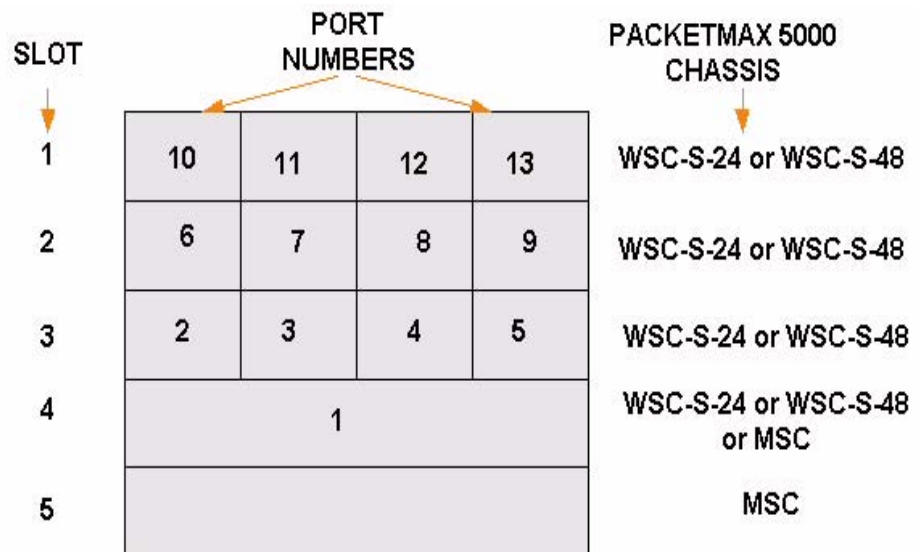 SLOT
PORT
NUMBERS
PACKETMAX 5000
CHASSIS
1
10
11
12
13
WSC-S-24 or WSC-S-48
2
6
7
8
9
WSC-S-24 or WSC-S-48
3
2
3
4
5
WSC-S-24 or WSC-S-48
4
1
WSC-S-24 or WSC-S-48
or MSC
5
MSC